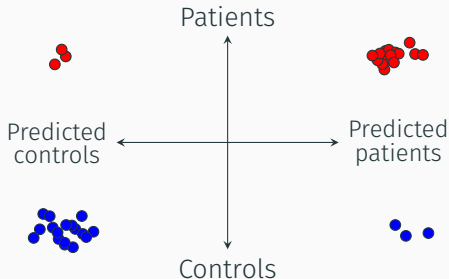 Patients
Predicted
controls
Predicted
patients
Controls